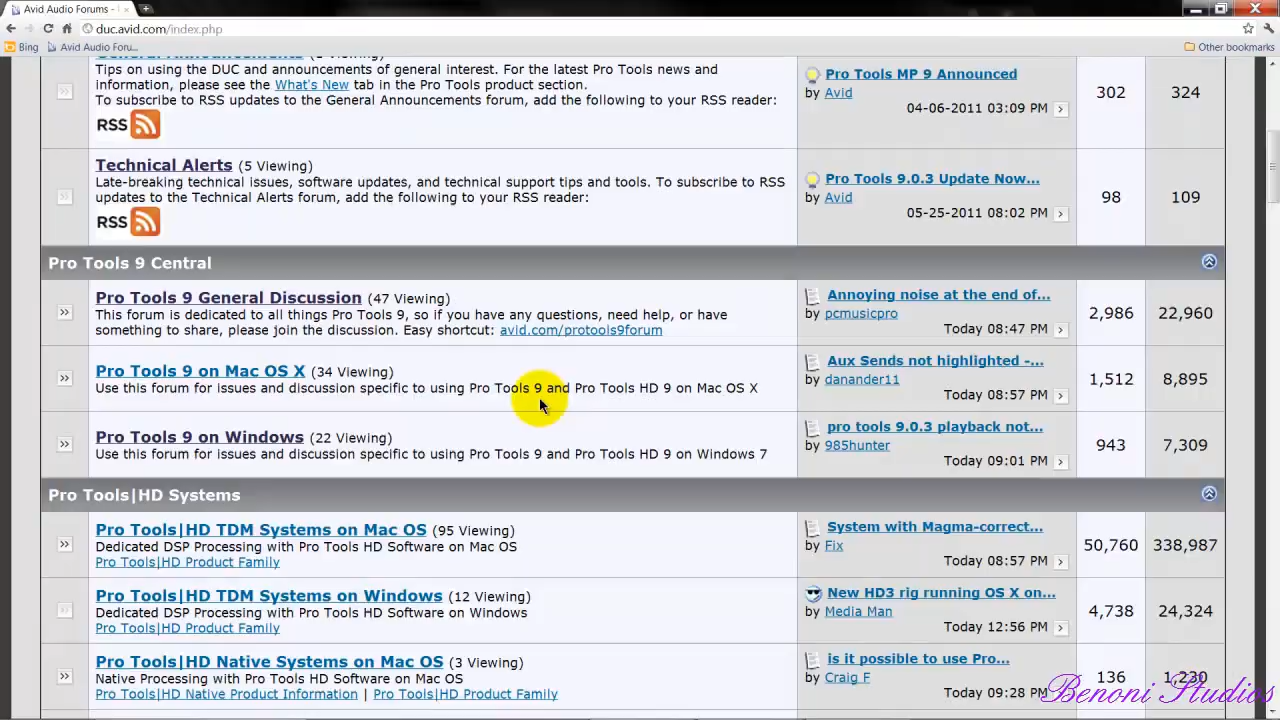 Avid Audio Forums -
duc.avid.com/index.php
Bing Avid Audio Foru... Other bookmarks
General Announcements (3 Viewing)
Tips on using the DUC and announcements of general interest. For the latest Pro Tools news and
information, please see the What's New tab in the Pro Tools product section.
To subscribe to RSS updates to the General Announcements forum, add the following to your RSS reader:
RSS
Pro Tools MP 9 Announced
by Avid
04-06-2011 03:09 PM
302 324
Technical Alerts (5 Viewing)
Late-breaking technical issues, software updates, and technical support tips and tools. To subscribe to RSS
updates to the Technical Alerts forum, add the following to your RSS reader:
RSS
Pro Tools 9.0.3 Update Now...
by Avid
05-25-2011 08:02 PM
98 109
Pro Tools 9 Central
Pro Tools 9 General Discussion (47 Viewing)
This forum is dedicated to all things Pro Tools 9, so if you have any questions, need help, or have
something to share, please join the discussion. Easy shortcut: avid.com/protools9forum
Annoying noise at the end of...
by pcmusicpro
Today 08:47 PM
2,986 22,960
Pro Tools 9 on Mac OS X (34 Viewing)
Use this forum for issues and discussion specific to using Pro Tools 9 and Pro Tools HD 9 on Mac OS X
Aux Sends not highlighted -...
by danander11
Today 08:57 PM
1,512 8,895
Pro Tools 9 on Windows (22 Viewing)
Use this forum for issues and discussion specific to using Pro Tools 9 and Pro Tools HD 9 on Windows 7
pro tools 9.0.3 playback not...
by 985hunter
Today 09:01 PM
943 7,309
Pro Tools|HD Systems
Pro Tools|HD TDM Systems on Mac OS (95 Viewing)
Dedicated DSP Processing with Pro Tools HD Software on Mac OS
Pro Tools|HD Product Family
System with Magma-correct...
by Fix
Today 08:57 PM
50,760 338,987
Pro Tools|HD TDM Systems on Windows (12 Viewing)
Dedicated DSP Processing with Pro Tools HD Software on Windows
Pro Tools|HD Product Family
New HD3 rig running OS X on...
by Media Man
Today 12:56 PM
4,738 24,324
Pro Tools|HD Native Systems on Mac OS (3 Viewing)
Native Processing with Pro Tools HD Software on Mac OS
Pro Tools|HD Native Product Information | Pro Tools|HD Product Family
is it possible to use Pro...
by Craig F
Today 09:28 PM
136 1,230
Benoni Studios